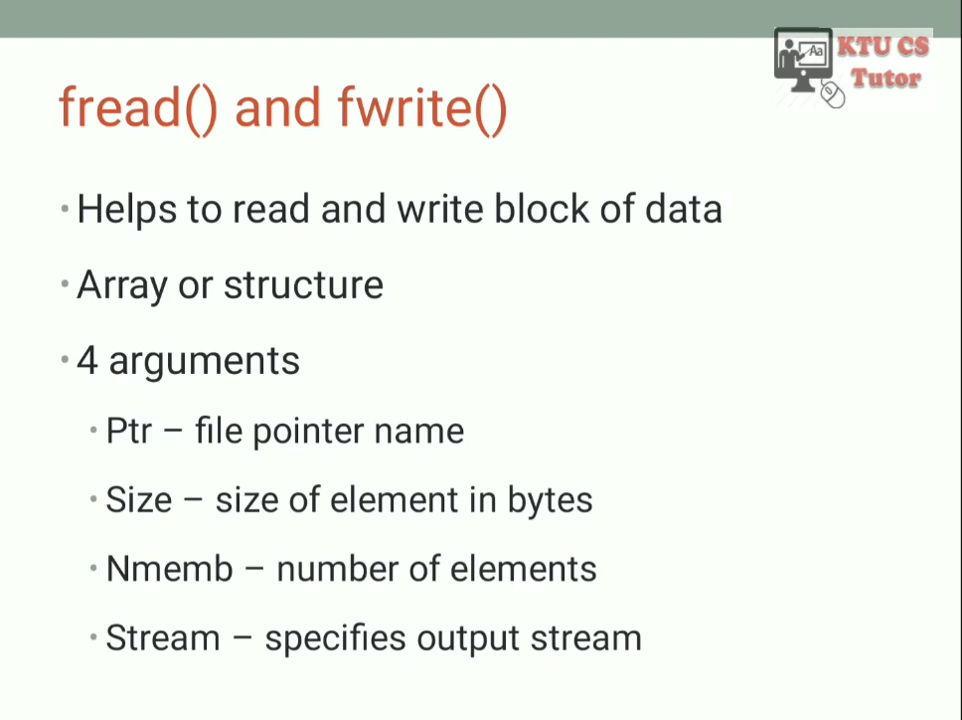 KTU CS
Tutor
Aa
fread() and fwrite()
• Helps to read and write block of data
• Array or structure
• 4 arguments
• Ptr – file pointer name
• Size – size of element in bytes
• Nmemb – number of elements
• Stream – specifies output stream